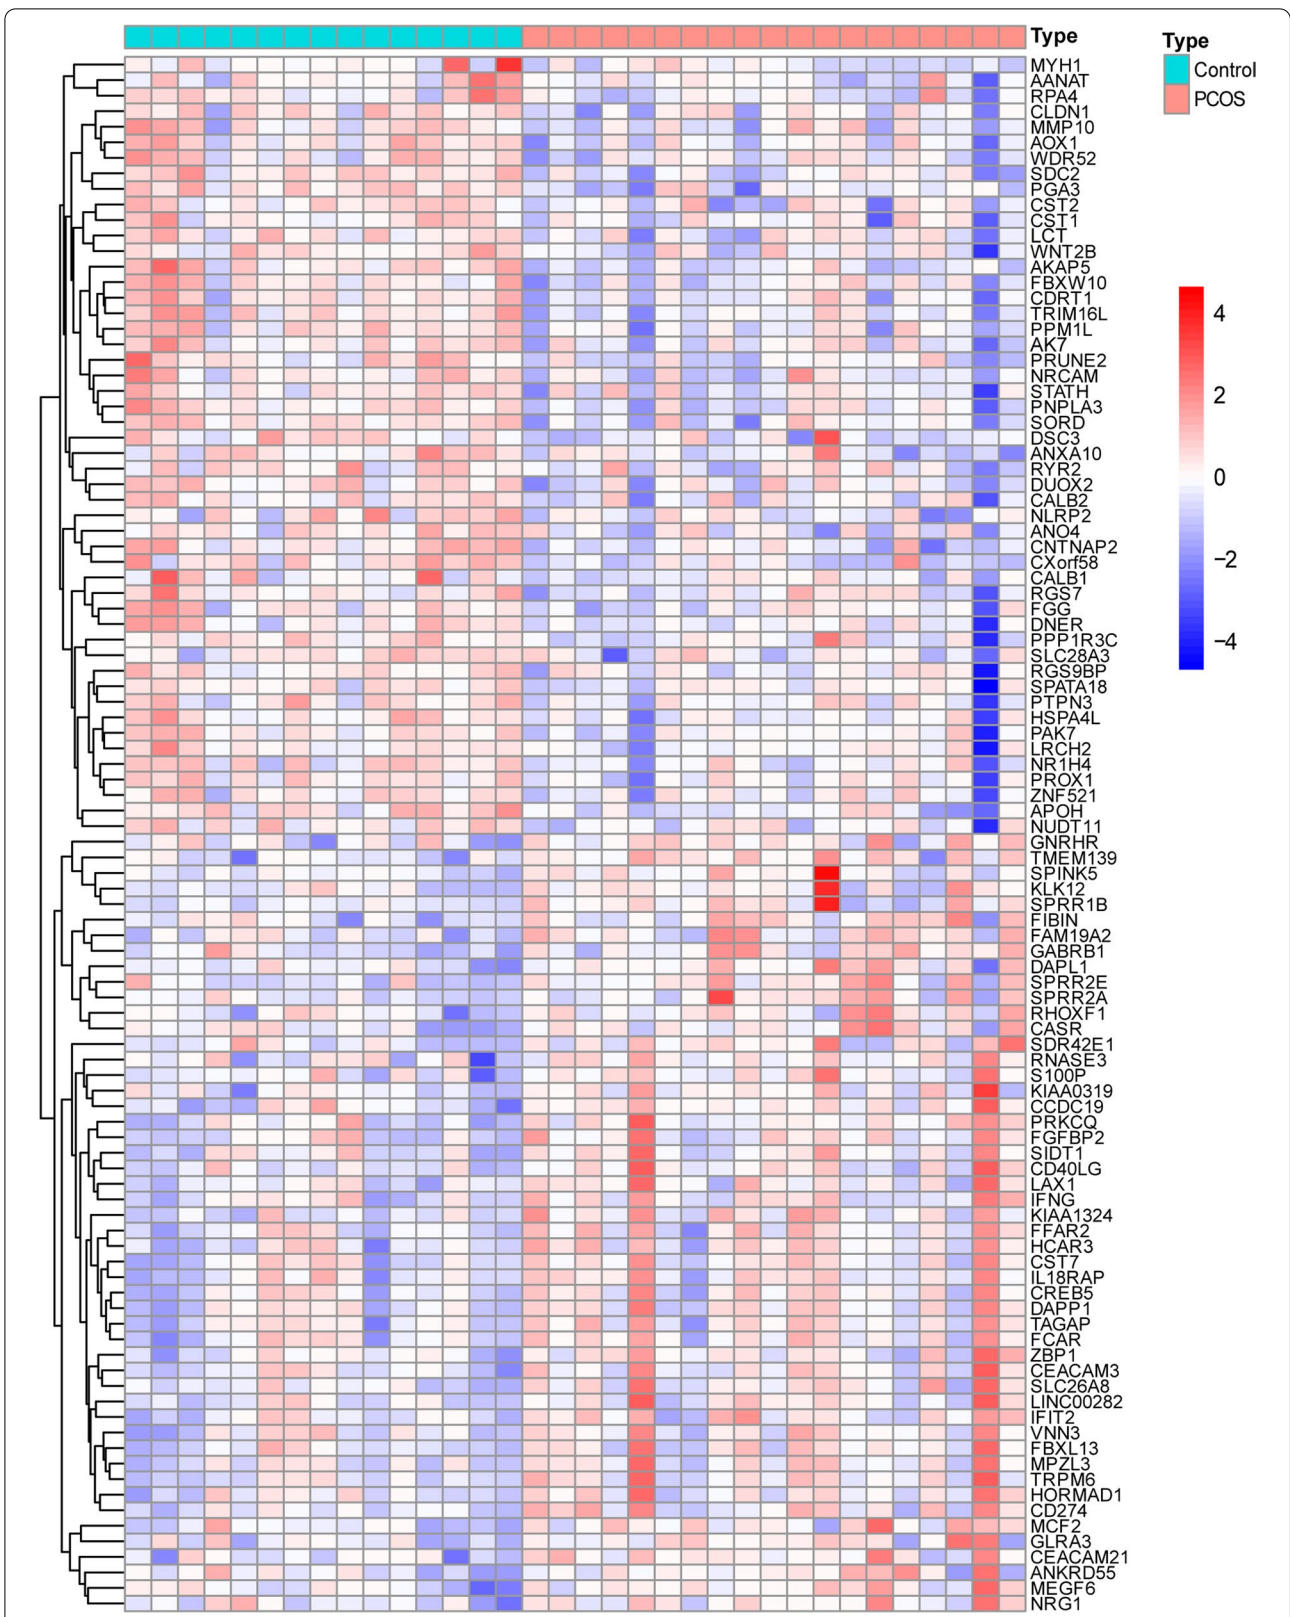 Type
MYH1
AANAT
RPA4
CLDN1
MMP10
AOX1
WDR52
SDC2
PGA3
CST2
CST1
LCT
WNT2B
AKAP5
FBXW10
CDRT1
TRIM16L
PPM1L
AK7
PRUNE2
NRCAM
STATH
PNPLA3
SORD
DSC3
ANXA10
RYR2
DUOX2
CALB2
NLRP2
ANO4
CNTNAP2
CXorf58
CALB1
RGS7
FGG
DNER
PPP1R3C
SLC28A3
RGS9BP
SPATA18
PTPN3
HSPA4L
PAK7
LRCH2
NR1H4
PROX1
ZNF521
APOH
NUDT11
GNRHR
TMEM139
SPINK5
KLK12
SPRR1B
FIBIN
FAM19A2
GABRB1
DAPL1
SPRR2E
SPRR2A
RHOXF1
CASR
SDR42E1
RNASE3
S100P
KIAA0319
CCDC19
PRKCQ
FGFBP2
SIDT1
CD40LG
LAX1
IFNG
KIAA1324
FFAR2
HCAR3
CST7
IL18RAP
CREB5
DAPP1
TAGAP
FCAR
ZBP1
CEACAM3
SLC26A8
LINC00282
IFIT2
VNN3
FBXL13
MPZL3
TRPM6
HORMAD1
CD274
MCF2
GLRA3
CEACAM21
ANKRD55
MEGF6
NRG1
Type
Control
PCOS
4
2
0
−2
−4